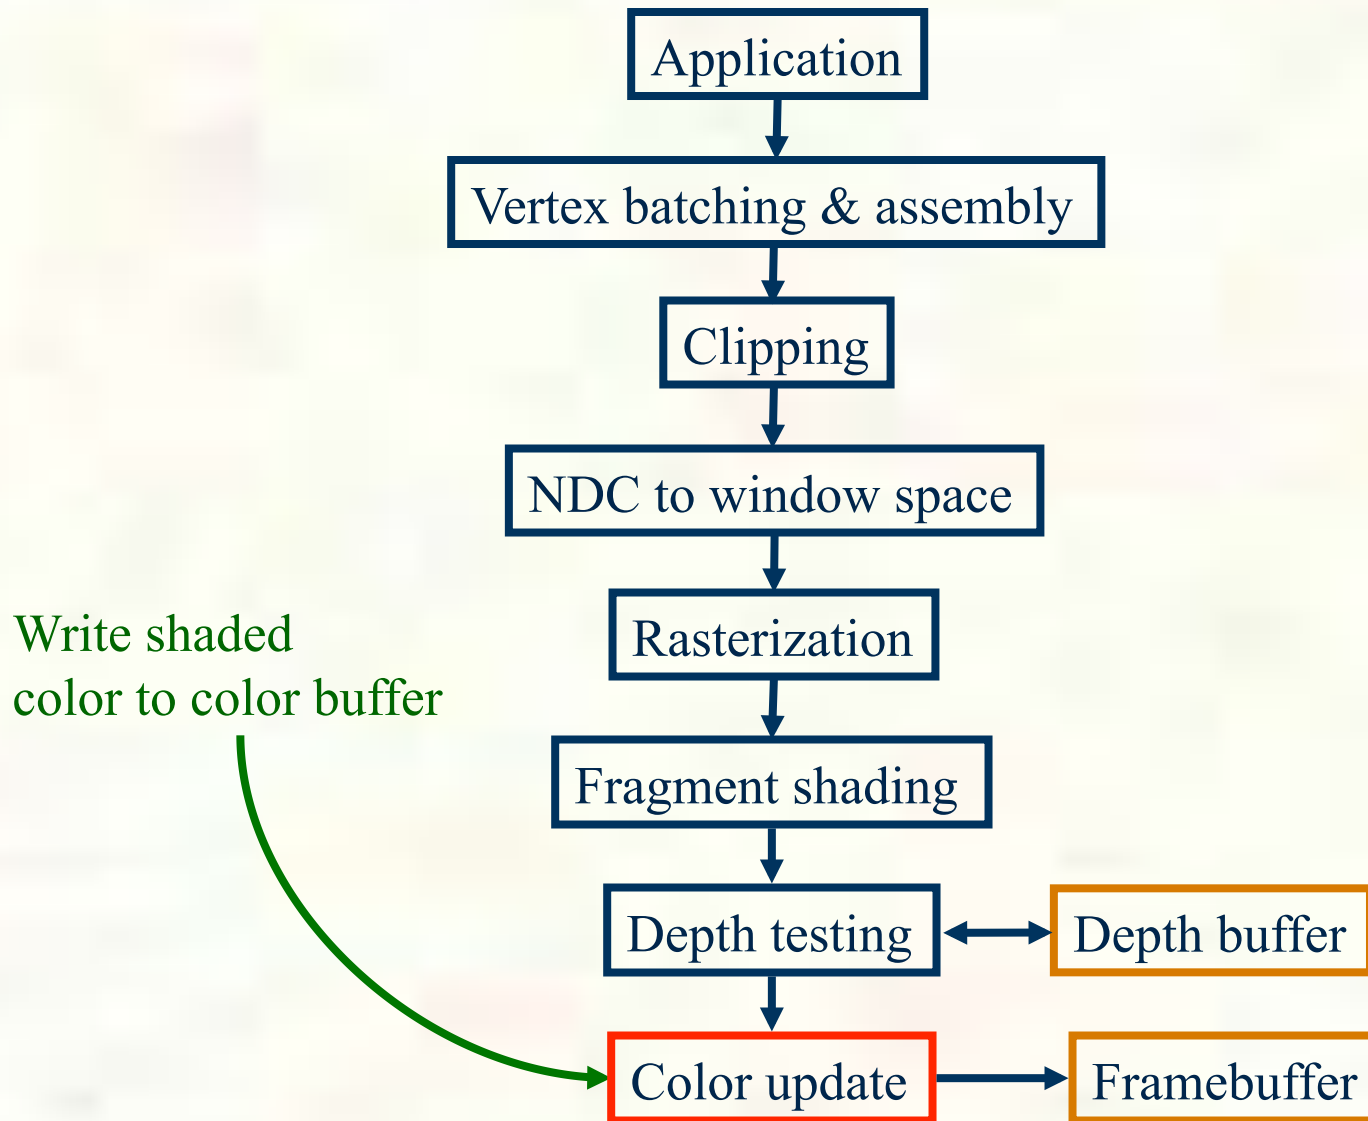 Application
Vertex batching & assembly
Clipping
NDC to window space
Rasterization
Write shaded
color to color buffer
Fragment shading
Depth testing
Depth buffer
Color update
Framebuffer